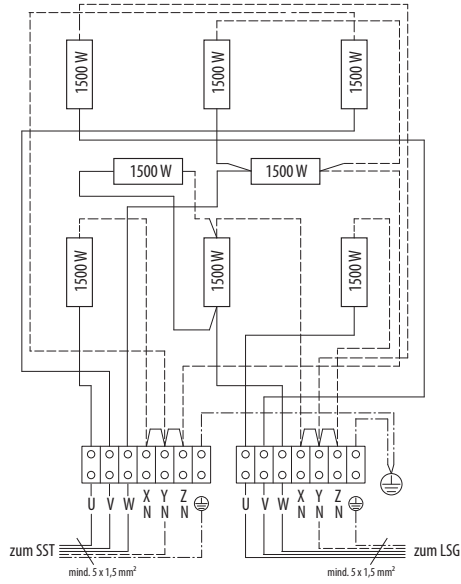 1500 W
1500 W
1500 W
1500 W
1500 W
1500 W
1500 W
1500 W
U V W X N Y N Z N
U V W X N Y N Z N
zum SST
zum LSG
mind. 5 x 1,5 mm²
mind. 5 x 1,5 mm²